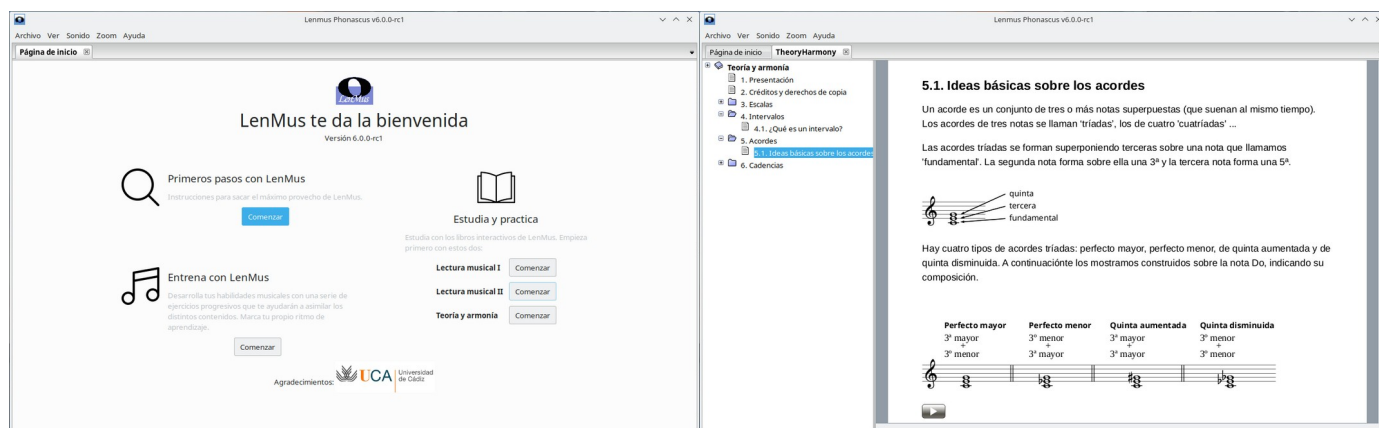 Lenmus Phonascus v6.0.0-rc1
Archivo Ver Sonido Zoom Ayuda
Página de inicio
LenMus
LenMus te da la bienvenida
Versión 6.0.0-rc1
Primeros pasos con LenMus
Instrucciones para sacar el máximo provecho de LenMus.
Comenzar
Entrena con LenMus
Desarrolla tus habilidades musicales con una serie de
ejercicios progresivos que te ayudarán a asimilar los
distintos contenidos. Marca tu propio ritmo de
aprendizaje.
Comenzar
Estudia y practica
Estudia con los libros interactivos de LenMus. Empieza
primero con estos dos:
Lectura musical I Comenzar
Lectura musical II Comenzar
Teoría y armonía Comenzar
Agradecimientos: UCA Universidad de Cádiz
Lenmus Phonascus v6.0.0-rc1
Archivo Ver Sonido Zoom Ayuda
Página de inicio TheoryHarmony
Teoría y armonía
1. Presentación
2. Créditos y derechos de copia
3. Escalas
4. Intervalos
4.1. ¿Qué es un intervalo?
5. Acordes
5.1. Ideas básicas sobre los acordes
6. Cadencias
5.1. Ideas básicas sobre los acordes
Un acorde es un conjunto de tres o más notas superpuestas (que suenan al mismo tiempo).
Los acordes de tres notas se llaman 'tríadas', los de cuatro 'cuatríadas' ...
Las acordes tríadas se forman superponiendo terceras sobre una nota que llamamos
'fundamental'. La segunda nota forma sobre ella una 3ª y la tercera nota forma una 5ª.
quinta
tercera
fundamental
Hay cuatro tipos de acordes tríadas: perfecto mayor, perfecto menor, de quinta aumentada y de
quinta disminuida. A continuaciónte los mostramos construidos sobre la nota Do, indicando su
composición.
Perfecto mayor Perfecto menor Quinta aumentada Quinta disminuida
3ª mayor 3º menor 3ª mayor 3º menor
+ + + +
3º menor 3ª mayor 3ª mayor 3º menor